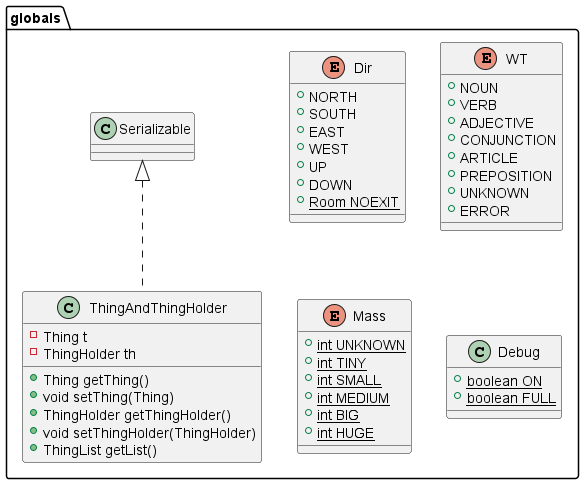 globals
C Serializable
E Dir
NORTH
SOUTH
EAST
WEST
UP
DOWN
Room NOEXIT
E WT
NOUN
VERB
ADJECTIVE
CONJUNCTION
ARTICLE
PREPOSITION
UNKNOWN
ERROR
C ThingAndThingHolder
Thing t
ThingHolder th
Thing getThing()
void setThing(Thing)
ThingHolder getThingHolder()
void setThingHolder(ThingHolder)
ThingList getList()
E Mass
int UNKNOWN
int TINY
int SMALL
int MEDIUM
int BIG
int HUGE
C Debug
boolean ON
boolean FULL